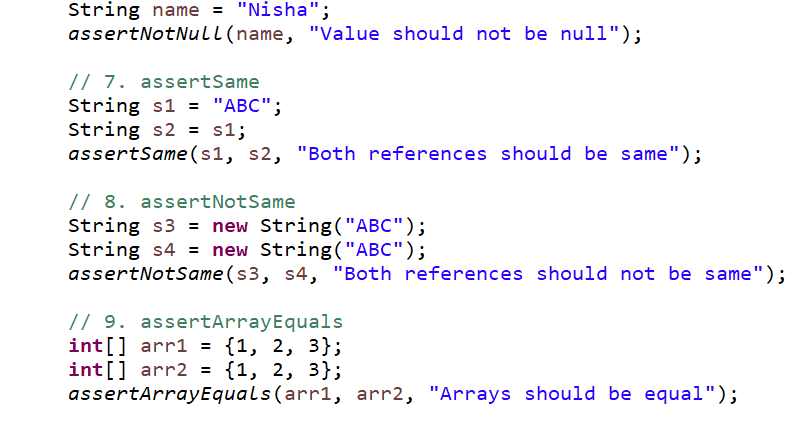 String name = "Nisha";
assertNotNull(name, "Value should not be null");
// 7. assertSame
String s1 = "ABC";
String s2 = s1;
assertSame(s1, s2, "Both references should be same");
// 8. assertNotSame
String s3 = new String("ABC");
String s4 = new String("ABC");
assertNotSame(s3, s4, "Both references should not be same");
// 9. assertArrayEquals
int[] arr1 = {1, 2, 3};
int[] arr2 = {1, 2, 3};
assertArrayEquals(arr1, arr2, "Arrays should be equal");